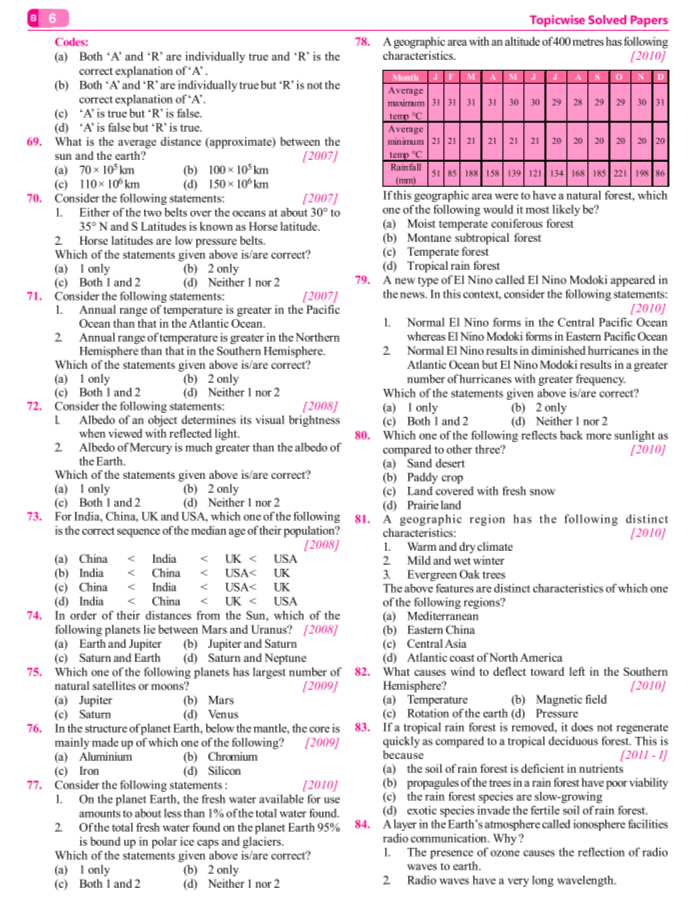 B 6
Topicwise Solved Papers
Codes:
(a) Both 'A' and 'R' are individually true and 'R' is the
correct explanation of 'A'.
(b) Both 'A' and 'R' are individually true but 'R' is not the
correct explanation of 'A'.
(c) 'A' is true but 'R' is false.
(d) 'A' is false but 'R' is true.
69. What is the average distance (approximate) between the
sun and the earth? [2007]
(a) 70 × 10⁵ km (b) 100 × 10⁵ km
(c) 110 × 10⁶ km (d) 150 × 10⁶ km
70. Consider the following statements: [2007]
1. Either of the two belts over the oceans at about 30° to
35° N and S Latitudes is known as Horse latitude.
2. Horse latitudes are low pressure belts.
Which of the statements given above is/are correct?
(a) 1 only (b) 2 only
(c) Both 1 and 2 (d) Neither 1 nor 2
71. Consider the following statements: [2007]
1. Annual range of temperature is greater in the Pacific
Ocean than that in the Atlantic Ocean.
2. Annual range of temperature is greater in the Northern
Hemisphere than that in the Southern Hemisphere.
Which of the statements given above is/are correct?
(a) 1 only (b) 2 only
(c) Both 1 and 2 (d) Neither 1 nor 2
72. Consider the following statements: [2008]
1. Albedo of an object determines its visual brightness
when viewed with reflected light.
2. Albedo of Mercury is much greater than the albedo of
the Earth.
Which of the statements given above is/are correct?
(a) 1 only (b) 2 only
(c) Both 1 and 2 (d) Neither 1 nor 2
73. For India, China, UK and USA, which one of the following
is the correct sequence of the median age of their population?
[2008]
(a) China < India < UK < USA
(b) India < China < USA < UK
(c) China < India < USA < UK
(d) India < China < UK < USA
74. In order of their distances from the Sun, which of the
following planets lie between Mars and Uranus? [2008]
(a) Earth and Jupiter (b) Jupiter and Saturn
(c) Saturn and Earth (d) Saturn and Neptune
75. Which one of the following planets has largest number of
natural satellites or moons? [2009]
(a) Jupiter (b) Mars
(c) Saturn (d) Venus
76. In the structure of planet Earth, below the mantle, the core is
mainly made up of which one of the following? [2009]
(a) Aluminium (b) Chromium
(c) Iron (d) Silicon
77. Consider the following statements : [2010]
1. On the planet Earth, the fresh water available for use
amounts to about less than 1% of the total water found.
2. Of the total fresh water found on the planet Earth 95%
is bound up in polar ice caps and glaciers.
Which of the statements given above is/are correct?
(a) 1 only (b) 2 only
(c) Both 1 and 2 (d) Neither 1 nor 2
78. A geographic area with an altitude of 400 metres has following
characteristics. [2010]
Month J F M A M J J A S O N D
Average
maximum 31 31 31 31 30 30 29 28 29 29 30 31
temp °C
Average
minimum 21 21 21 21 21 21 20 20 20 20 20 20
temp °C
Rainfall
(mm) 51 85 188 158 139 121 134 168 185 221 198 86
If this geographic area were to have a natural forest, which
one of the following would it most likely be?
(a) Moist temperate coniferous forest
(b) Montane subtropical forest
(c) Temperate forest
(d) Tropical rain forest
79. A new type of El Nino called El Nino Modoki appeared in
the news. In this context, consider the following statements:
[2010]
1. Normal El Nino forms in the Central Pacific Ocean
whereas El Nino Modoki forms in Eastern Pacific Ocean
2. Normal El Nino results in diminished hurricanes in the
Atlantic Ocean but El Nino Modoki results in a greater
number of hurricanes with greater frequency.
Which of the statements given above is/are correct?
(a) 1 only (b) 2 only
(c) Both 1 and 2 (d) Neither 1 nor 2
80. Which one of the following reflects back more sunlight as
compared to other three? [2010]
(a) Sand desert
(b) Paddy crop
(c) Land covered with fresh snow
(d) Prairie land
81. A geographic region has the following distinct
characteristics: [2010]
1. Warm and dry climate
2. Mild and wet winter
3. Evergreen Oak trees
The above features are distinct characteristics of which one
of the following regions?
(a) Mediterranean
(b) Eastern China
(c) Central Asia
(d) Atlantic coast of North America
82. What causes wind to deflect toward left in the Southern
Hemisphere? [2010]
(a) Temperature (b) Magnetic field
(c) Rotation of the earth (d) Pressure
83. If a tropical rain forest is removed, it does not regenerate
quickly as compared to a tropical deciduous forest. This is
because [2011 - I]
(a) the soil of rain forest is deficient in nutrients
(b) propagules of the trees in a rain forest have poor viability
(c) the rain forest species are slow-growing
(d) exotic species invade the fertile soil of rain forest.
84. A layer in the Earth's atmosphere called ionosphere facilities
radio communication. Why ?
1. The presence of ozone causes the reflection of radio
waves to earth.
2. Radio waves have a very long wavelength.